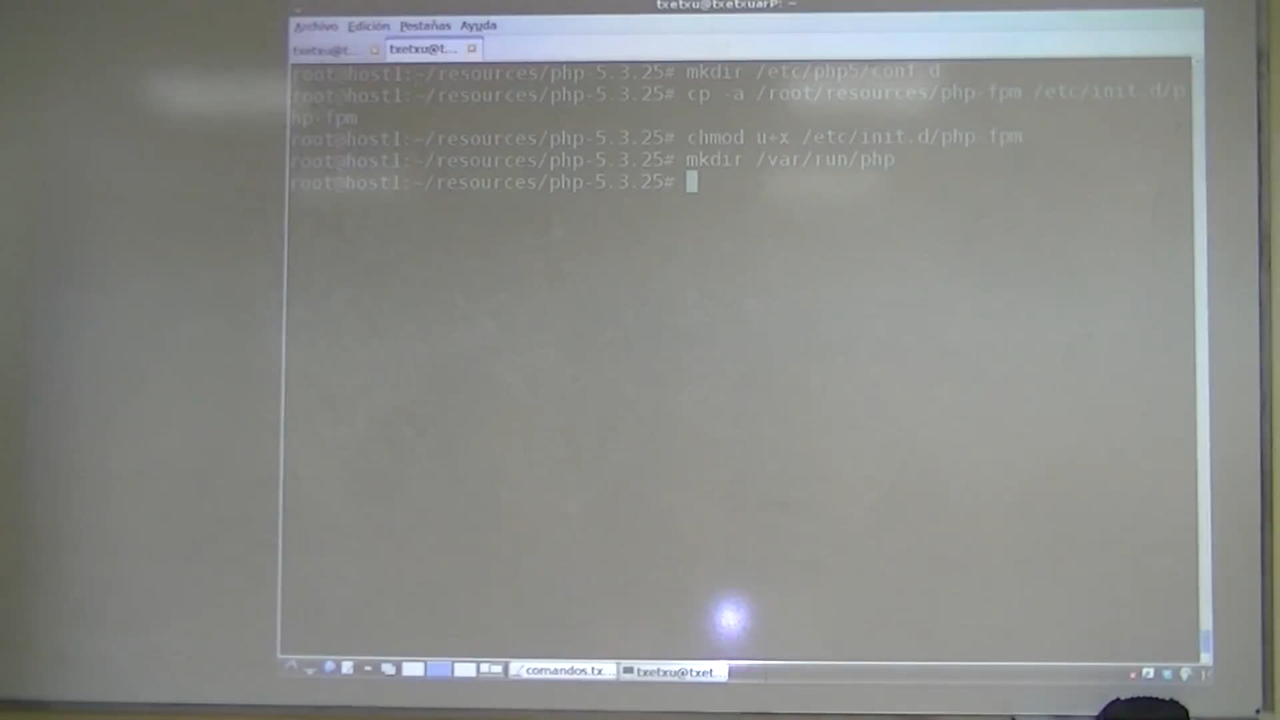 txetxu@txetxuarP: ~
Archivo Edición Pestañas Ayuda
txetxu@t... txetxu@t...
root@host1:~/resources/php-5.3.25# mkdir /etc/php5/conf.d
root@host1:~/resources/php-5.3.25# cp -a /root/resources/php-fpm /etc/init.d/p
hp-fpm
root@host1:~/resources/php-5.3.25# chmod u+x /etc/init.d/php-fpm
root@host1:~/resources/php-5.3.25# mkdir /var/run/php
root@host1:~/resources/php-5.3.25#
comandos.tx... txetxu@txet...